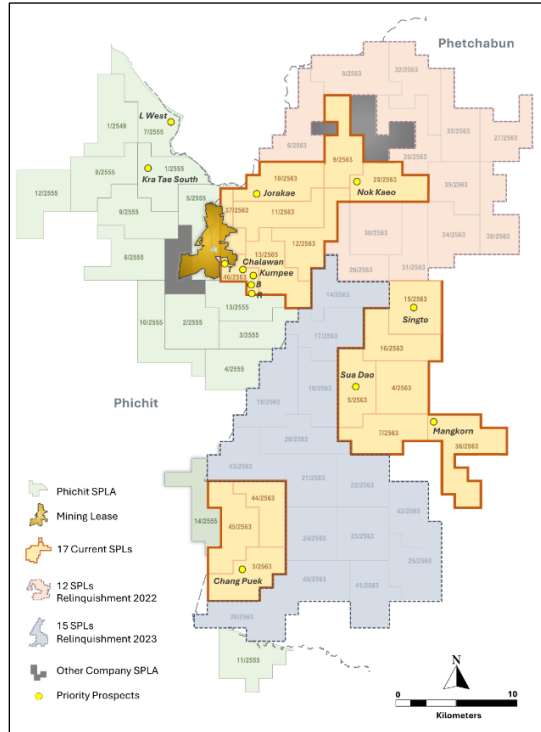 Phetchabun
3/2563
32/2563
L West
1/2549
7/2555
33/2563
27/2563
6/2563
9/2563
26/2563
Kra Tae South
1/2555
8/2555
10/2563
28/2563
Nok Kaeo
35/2563
12/2555
5/2555
Jorakae
37/2563
11/2563
9/2555
30/2563
34/2563
38/2563
12/2563
6/2555
13/2563
Chalawan
T
46/2563
Kumpee
29/2563
31/2563
B
R
14/2563
10/2555
2/2555
13/2555
15/2563
Singto
3/2555
17/2563
16/2563
4/2555
Sua Dao
19/2563
5/2563
4/2563
Phichit
18/2563
Mangkorn
7/2563
36/2563
20/2563
43/2563
21/2563
Phichit SPLA
44/2563
Mining Lease
14/2555
45/2563
42/2563
17 Current SPLs
24/2563
23/2563
3/2563
25/2563
Chang Puek
12 SPLs
Relinquishment 2022
40/2563
41/2563
15 SPLs
Relinquishment 2023
39/2563
11/2555
Other Company SPLA
N
Priority Prospects
0
10
Kilometers